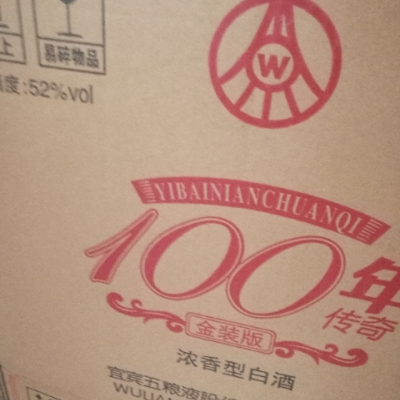 上
易碎物品
度:52%vol
W
YIBAINIANCHUANQI
100年
传奇
金装版
浓香型白酒
宜宾五粮液股
WULIAN